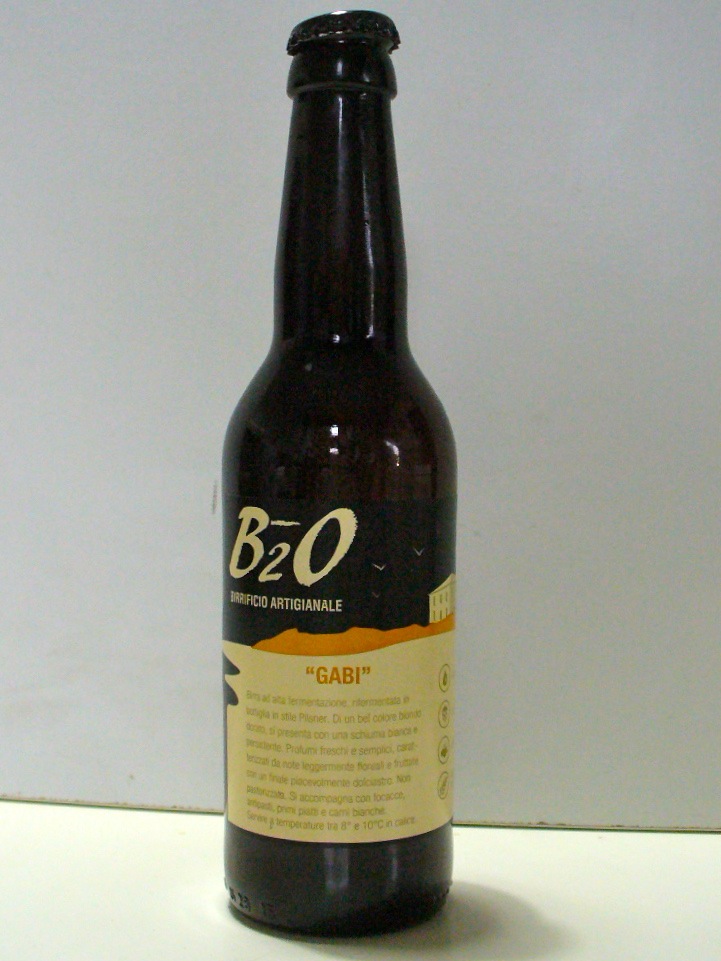 B2O
BIRRIFICIO ARTIGIANALE
“GABI”
Birra ad alta fermentazione, rifermentata in
bottiglia in stile Pilsner. Di un bel colore biondo
dorato, si presenta con una schiuma bianca e
persistente. Profumi freschi e semplici, carat-
terizzati da note leggermente floreali e fruttate
con un finale piacevolmente dolciastro. Non
pastorizzato. Si accompagna con focacce,
antipasti, primi piatti e carni bianche.
Servire a temperature tra 8° e 10°C in calice.